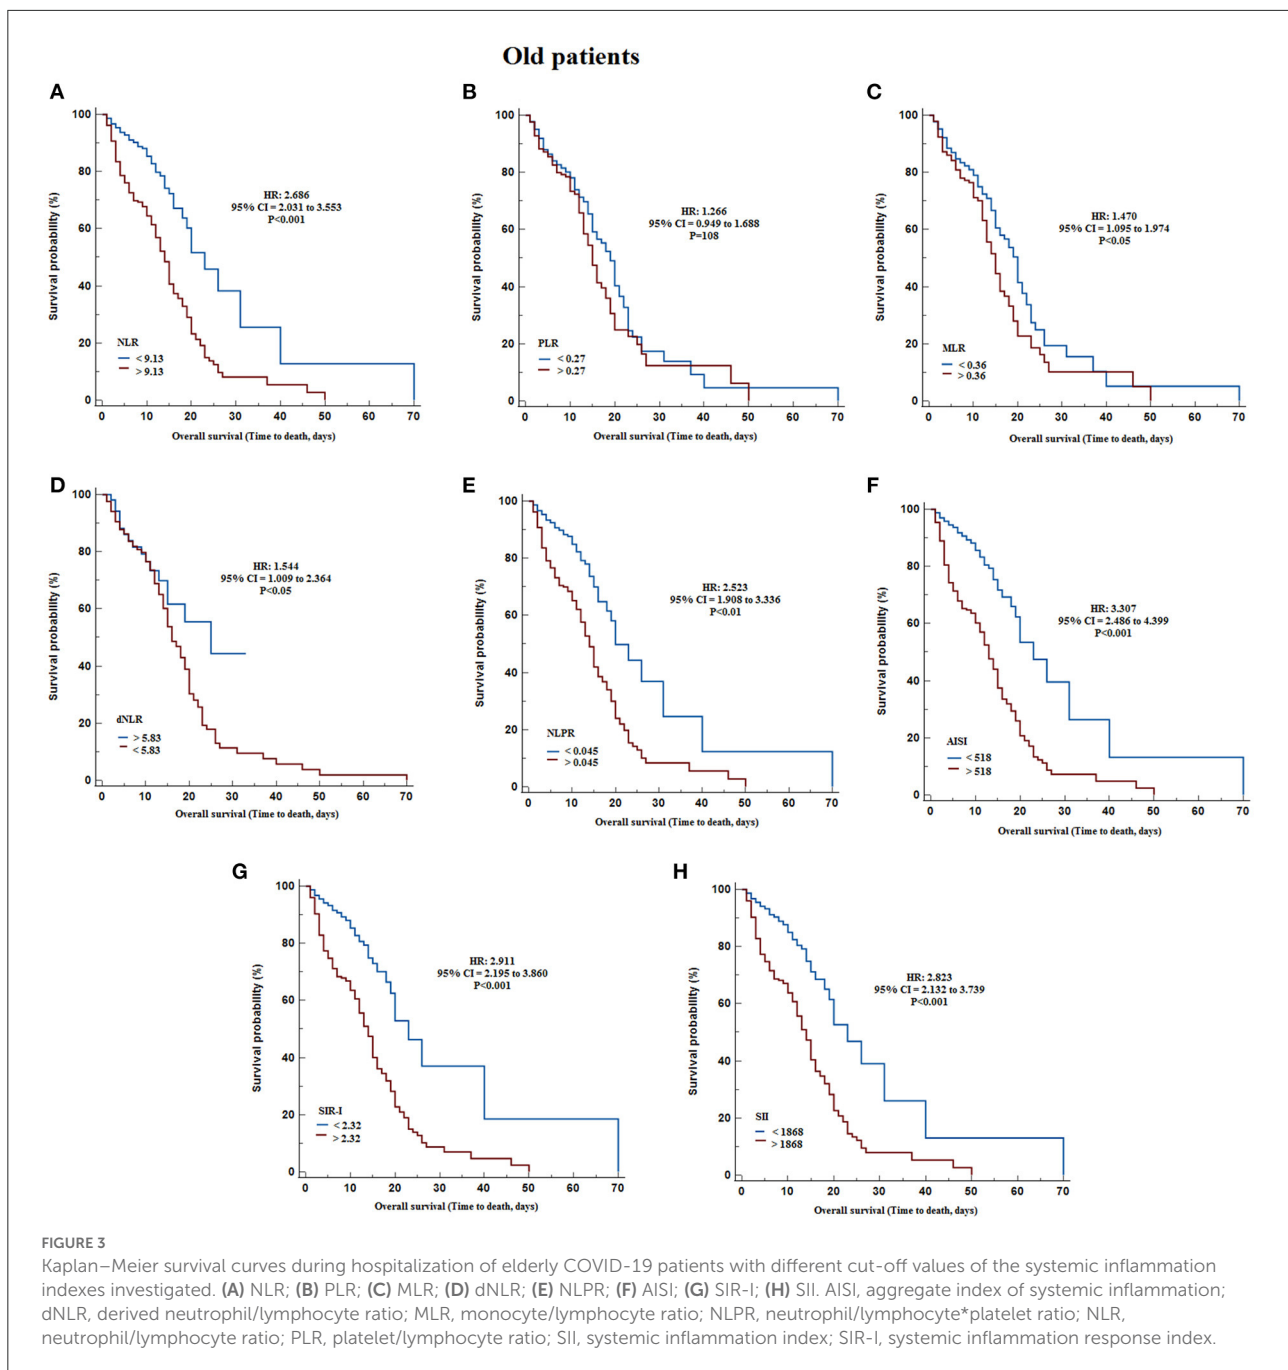 Old patients
A
Survival probability (%)
100
80
60
40
20
0
HR: 2.686
95% CI = 2.031 to 3.553
P<0.001
NLR
< 9.13
> 9.13
0 10 20 30 40 50 60 70
Overall survival (Time to death, days)
B
Survival probability (%)
100
80
60
40
20
0
HR: 1.266
95% CI = 0.949 to 1.688
P=108
PLR
< 0.27
> 0.27
0 10 20 30 40 50 60 70
Overall survival (Time to death, days)
C
Survival probability (%)
100
80
60
40
20
0
HR: 1.470
95% CI = 1.095 to 1.974
P<0.05
MLR
< 0.36
> 0.36
0 10 20 30 40 50 60 70
Overall survival (Time to death, days)
D
Survival probability (%)
100
80
60
40
20
0
HR: 1.544
95% CI = 1.009 to 2.364
P<0.05
dNLR
> 5.83
< 5.83
0 10 20 30 40 50 60 70
Overall survival (Time to death, days)
E
Survival probability (%)
100
80
60
40
20
0
HR: 2.523
95% CI = 1.908 to 3.336
P<0.01
NLPR
< 0.045
> 0.045
0 10 20 30 40 50 60 70
Overall survival (Time to death, days)
F
Survival probability (%)
100
80
60
40
20
0
HR: 3.307
95% CI = 2.486 to 4.399
P<0.001
AISI
< 518
> 518
0 10 20 30 40 50 60 70
Overall survival (Time to death, days)
G
Survival probability (%)
100
80
60
40
20
0
HR: 2.911
95% CI = 2.195 to 3.860
P<0.001
SIR-I
< 2.32
> 2.32
0 10 20 30 40 50 60 70
Overall survival (Time to death, days)
H
Survival probability (%)
100
80
60
40
20
0
HR: 2.823
95% CI = 2.132 to 3.739
P<0.001
SII
< 1868
> 1868
0 10 20 30 40 50 60 70
Overall survival (Time to death, days)
FIGURE 3
Kaplan–Meier survival curves during hospitalization of elderly COVID-19 patients with different cut-off values of the systemic inflammation
indexes investigated. (A) NLR; (B) PLR; (C) MLR; (D) dNLR; (E) NLPR; (F) AISI; (G) SIR-I; (H) SII. AISI, aggregate index of systemic inflammation;
dNLR, derived neutrophil/lymphocyte ratio; MLR, monocyte/lymphocyte ratio; NLPR, neutrophil/lymphocyte*platelet ratio; NLR,
neutrophil/lymphocyte ratio; PLR, platelet/lymphocyte ratio; SII, systemic inflammation index; SIR-I, systemic inflammation response index.